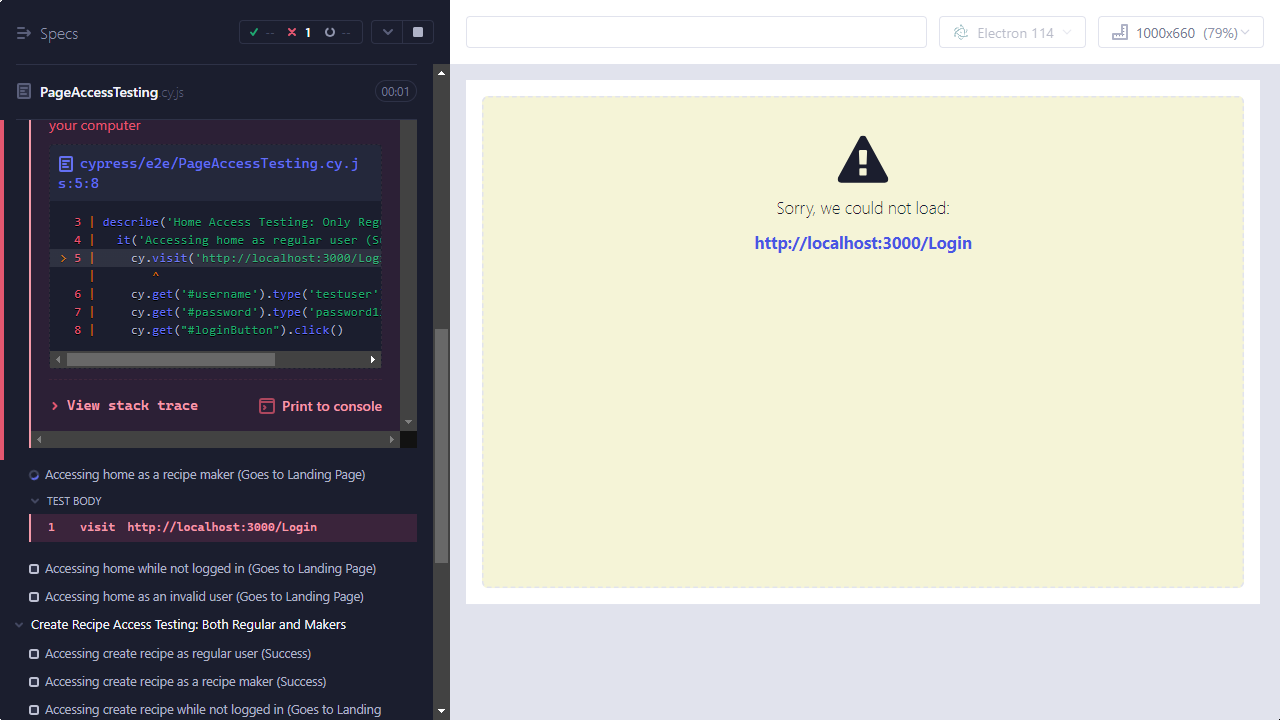 Specs
-- 1 --
PageAccessTesting.cy.js 00:01
your computer
cypress/e2e/PageAccessTesting.cy.j
s:5:8
3 | describe('Home Access Testing: Only Reg
4 | it('Accessing home as regular user (S
> 5 | cy.visit('http://localhost:3000/Logi
| ^
6 | cy.get('#username').type('testuser'
7 | cy.get('#password').type('password1
8 | cy.get("#loginButton").click()
View stack trace
Print to console
Accessing home as a recipe maker (Goes to Landing Page)
TEST BODY
1 visit http://localhost:3000/Login
Accessing home while not logged in (Goes to Landing Page)
Accessing home as an invalid user (Goes to Landing Page)
Create Recipe Access Testing: Both Regular and Makers
Accessing create recipe as regular user (Success)
Accessing create recipe as a recipe maker (Success)
Accessing create recipe while not logged in (Goes to Landing
Electron 114
1000x660 (79%)
Sorry, we could not load:
http://localhost:3000/Login